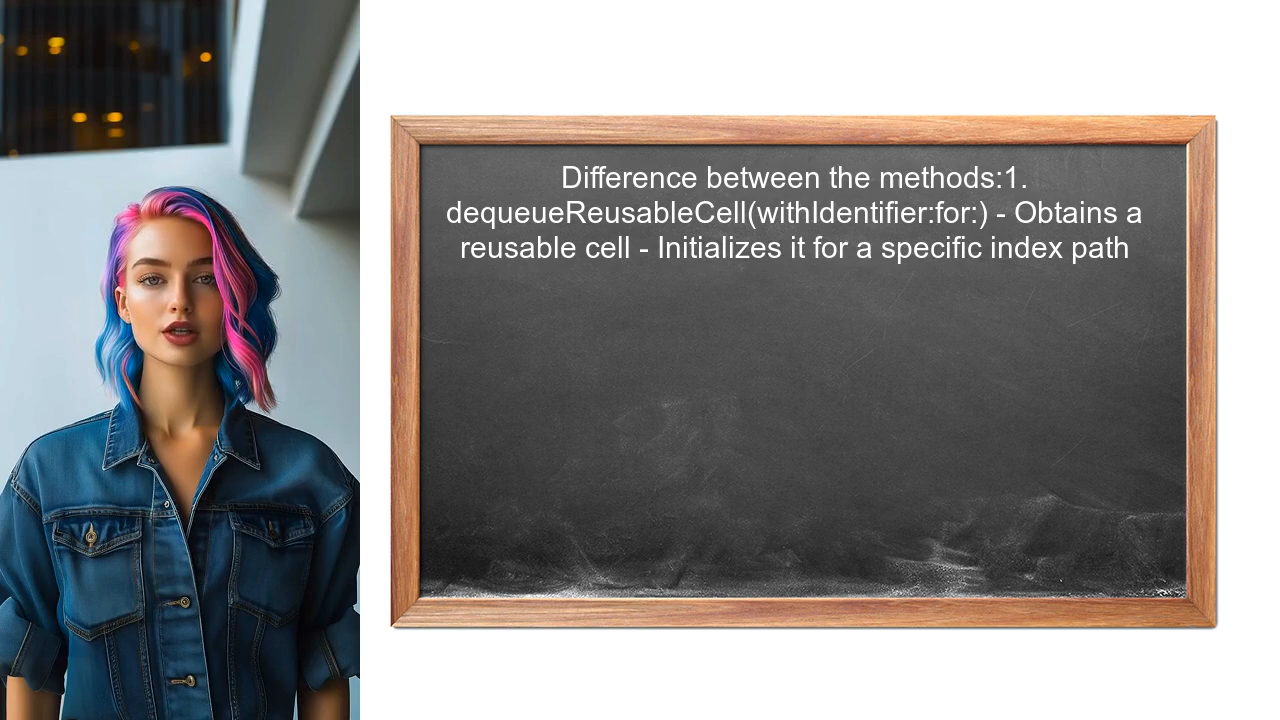 Difference between the methods:1.
dequeueReusableCell(withIdentifier:for:) - Obtains a
reusable cell - Initializes it for a specific index path